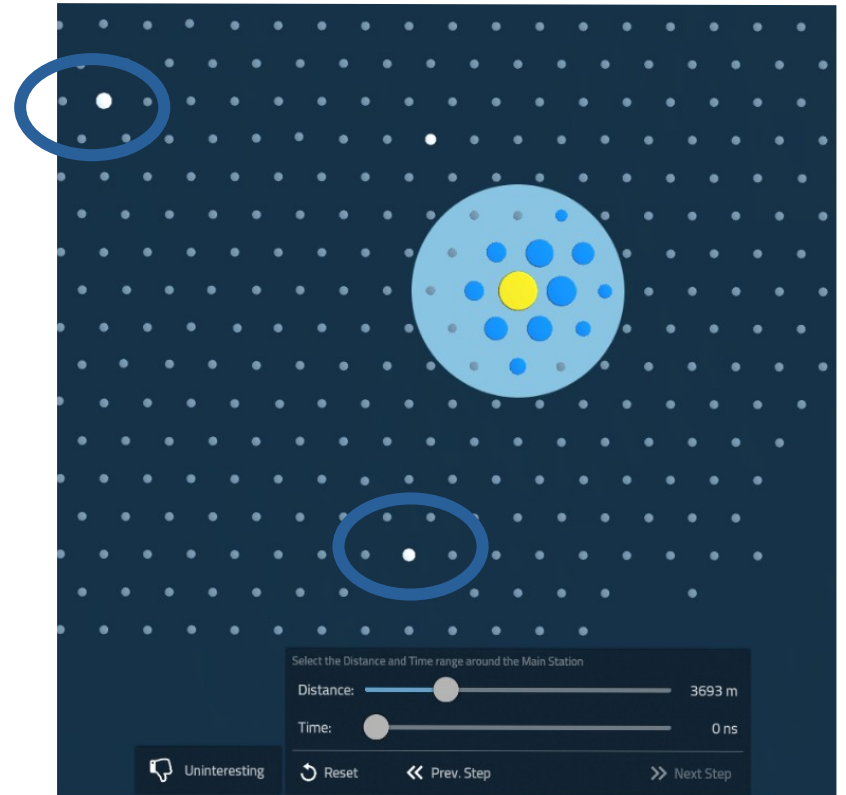 Select the Distance and Time range around the Main Station
Distance: 3693 m
Time: 0 ns
Uninteresting Reset Prev. Step Next Step